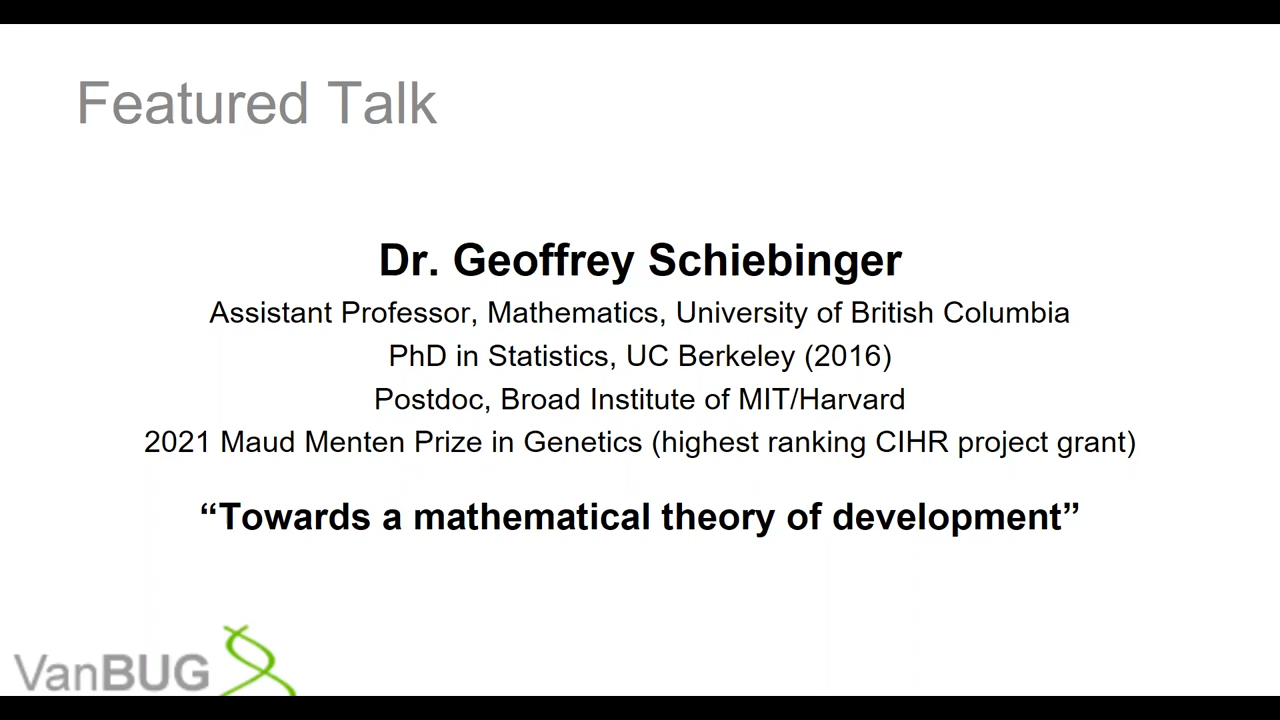 Featured Talk
Dr. Geoffrey Schiebinger
Assistant Professor, Mathematics, University of British Columbia
PhD in Statistics, UC Berkeley (2016)
Postdoc, Broad Institute of MIT/Harvard
2021 Maud Menten Prize in Genetics (highest ranking CIHR project grant)
“Towards a mathematical theory of development”
VanBUG